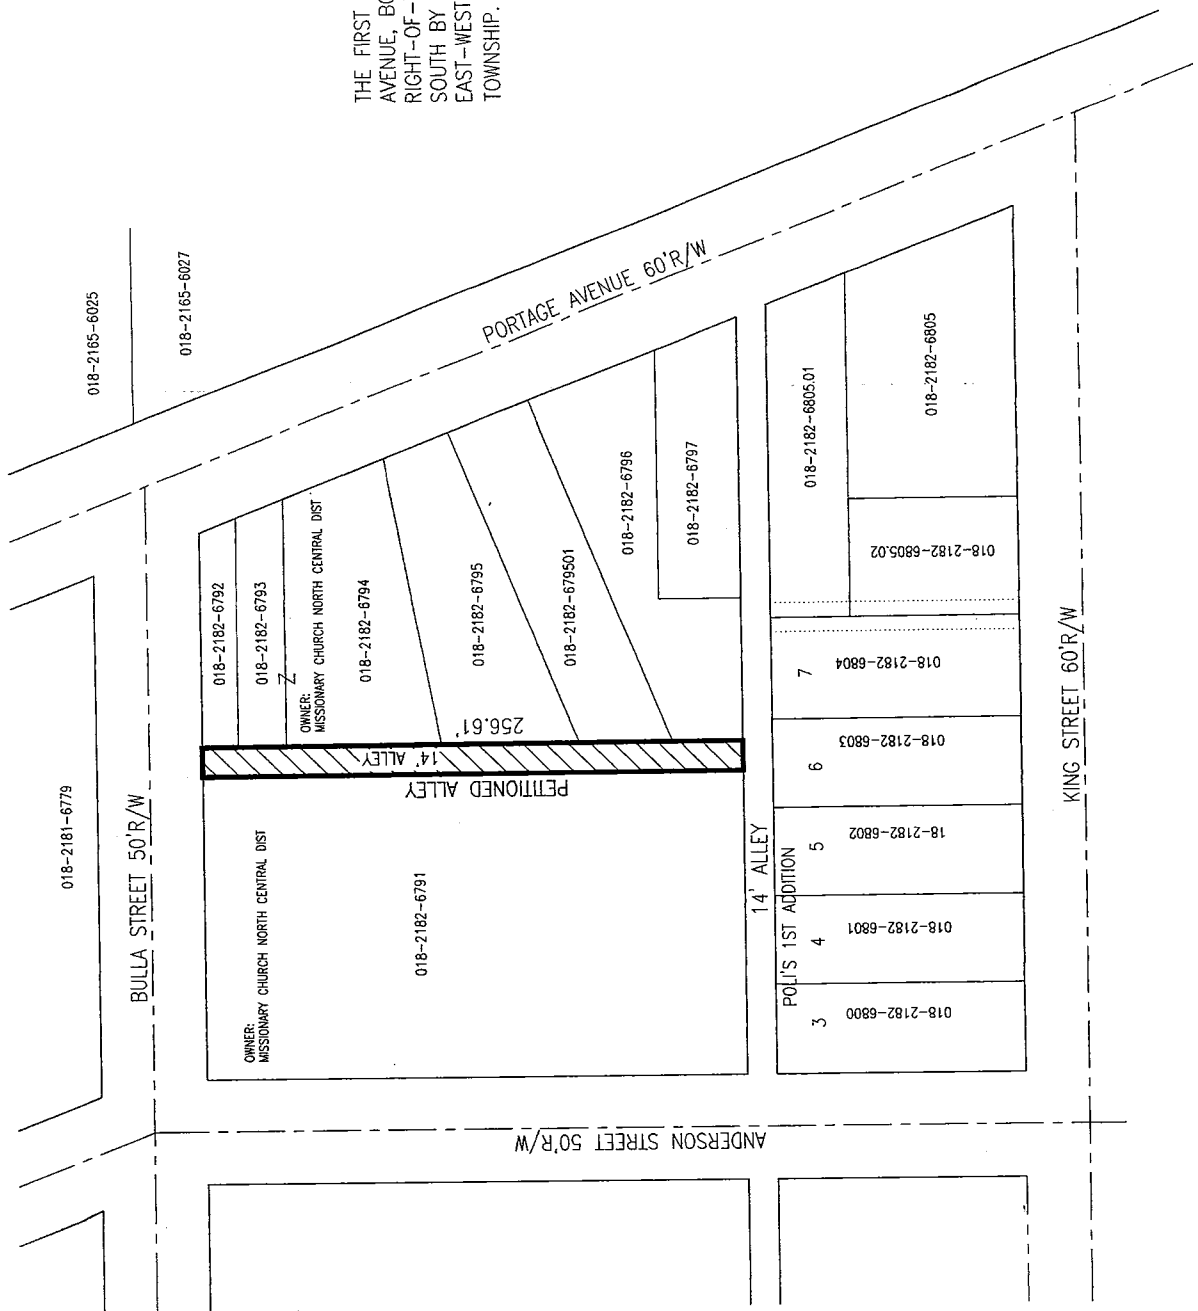 THE FIRST
AVENUE, BO
RIGHT-OF-
SOUTH BY
EAST-WEST
TOWNSHIP.
018-2165-6025
018-2165-6027
PORTAGE AVENUE 60'R/W
018-2181-6779
BULLA STREET 50'R/W
018-2182-6792
018-2182-6793
Z
OWNER:
MISSIONARY CHURCH NORTH CENTRAL DIST
018-2182-6794
018-2182-6795
018-2182-679501
018-2182-6796
018-2182-6797
256.61'
14' ALLEY
PETITIONED ALLEY
OWNER:
MISSIONARY CHURCH NORTH CENTRAL DIST
018-2182-6791
14' ALLEY
POLI'S 1ST ADDITION
018-2182-6805.01
018-2182-6805
018-2182-6805.02
7
018-2182-6804
6
018-2182-6803
5
18-2182-6802
4
018-2182-6801
3
018-2182-6800
KING STREET 60'R/W
ANDERSON STREET 50'R/W